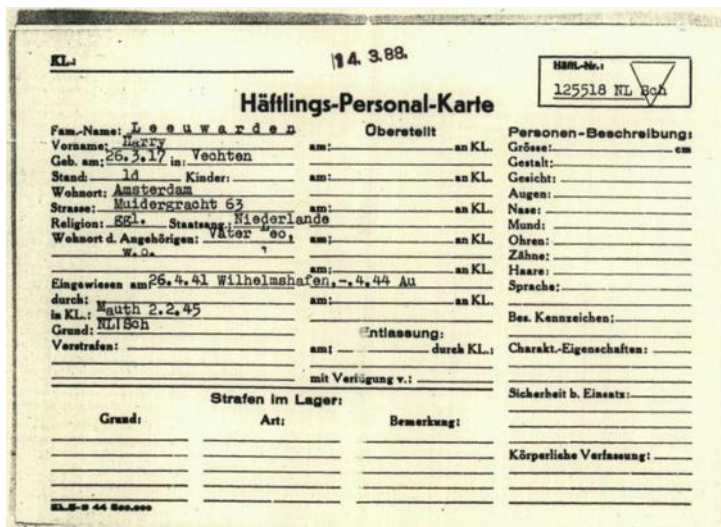 14. 3.88.
KL.:
Häftl.-Nr.:
125518 NL Sch
Häftlings-Personal-Karte
Fam.-Name: Leeuwarden
Vorname: Harry
Geb. am: 26.3.17 in: Vechten
Stand: ld Kinder:
Wohnort: Amsterdam
Strasse: Muidergracht 63
Religion: ggl. Staatsang.: Niederlande
Wohnort d. Angehörigen: Vater Leo,
w.o.
Eingewiesen am: 26.4.41 Wilhelmshafen,-.4.44 Au
durch:
in KL.: Mauth 2.2.45
Grund: NL!Sch
Vorstrafen:
Überstellt
am: an KL.
am: an KL.
am: an KL.
am: an KL.
am: an KL.
am: an KL.
am: an KL.
Entlassung:
am: durch KL.:
mit Verfügung v.:
Personen-Beschreibung:
Grösse: cm
Gestalt:
Gesicht:
Augen:
Nase:
Mund:
Ohren:
Zähne:
Haare:
Sprache:
Bes. Kennzeichen:
Charakt.-Eigenschaften:
Sicherheit b. Einsatz:
Körperliche Verfassung:
Strafen im Lager:
Grund: Art: Bemerkung: